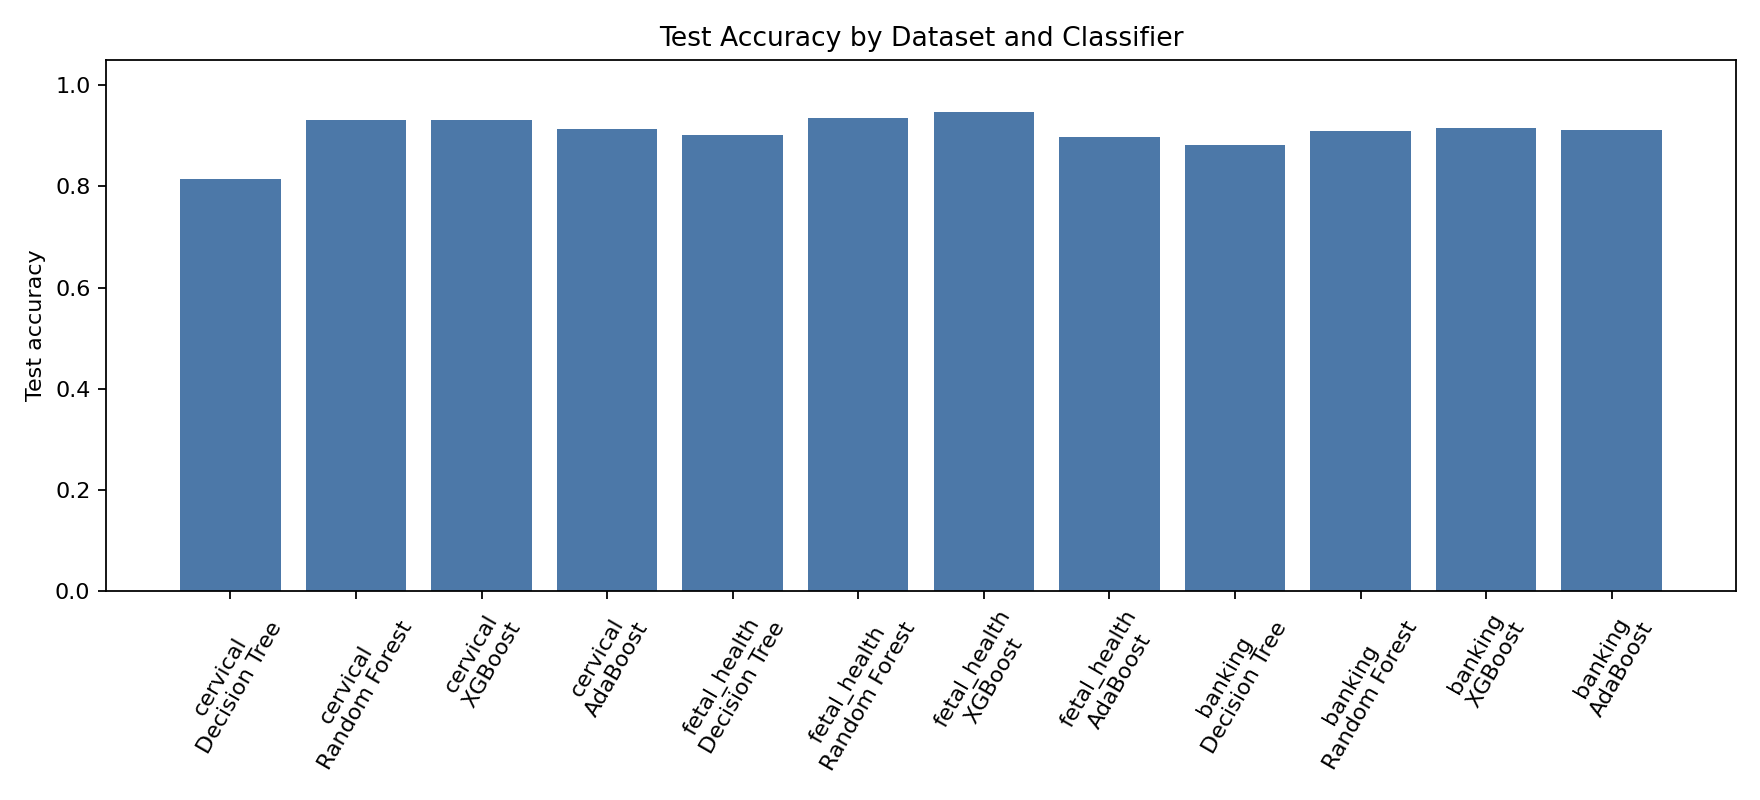 Test Accuracy by Dataset and Classifier
Test accuracy
1.0
0.8
0.6
0.4
0.2
0.0
cervical
Decision Tree
cervical
Random Forest
cervical
XGBoost
cervical
AdaBoost
fetal_health
Decision Tree
fetal_health
Random Forest
fetal_health
XGBoost
fetal_health
AdaBoost
banking
Decision Tree
banking
Random Forest
banking
XGBoost
banking
AdaBoost